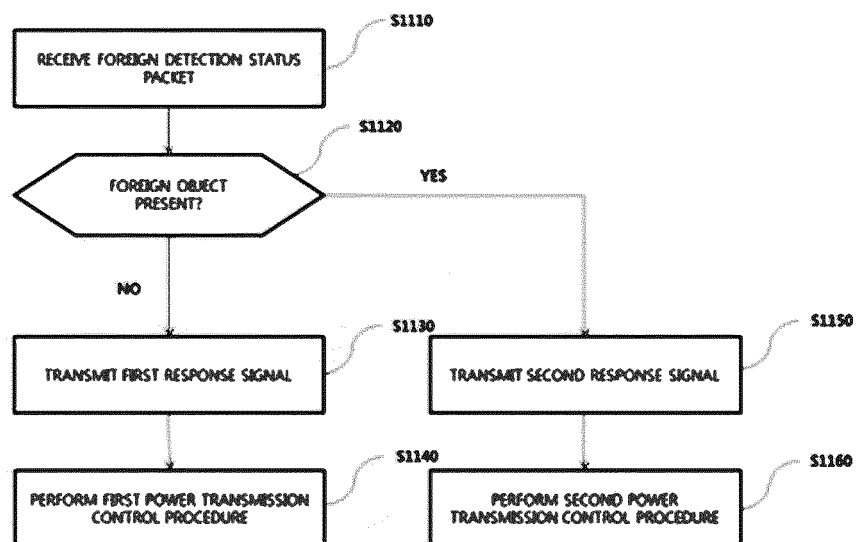 S1110
RECEIVE FOREIGN DETECTION STATUS
PACKET
S1120
FOREIGN OBJECT
PRESENT?
YES
NO
S1130
TRANSMIT FIRST RESPONSE SIGNAL
S1150
TRANSMIT SECOND RESPONSE SIGNAL
S1140
PERFORM FIRST POWER TRANSMISSION
CONTROL PROCEDURE
S1160
PERFORM SECOND POWER
TRANSMISSION CONTROL PROCEDURE